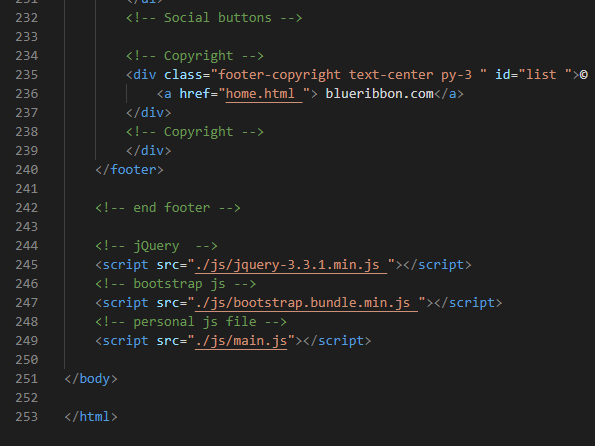 232 <!-- Social buttons -->
233
234 <!-- Copyright -->
235 <div class="footer-copyright text-center py-3 " id="list ">©
236 <a href="home.html "> blueribbon.com</a>
237 </div>
238 <!-- Copyright -->
239 </div>
240 </footer>
241
242 <!-- end footer -->
243
244 <!-- jQuery  -->
245 <script src="./js/jquery-3.3.1.min.js "></script>
246 <!-- bootstrap js -->
247 <script src="./js/bootstrap.bundle.min.js "></script>
248 <!-- personal js file -->
249 <script src="./js/main.js"></script>
250
251 </body>
252
253 </html>